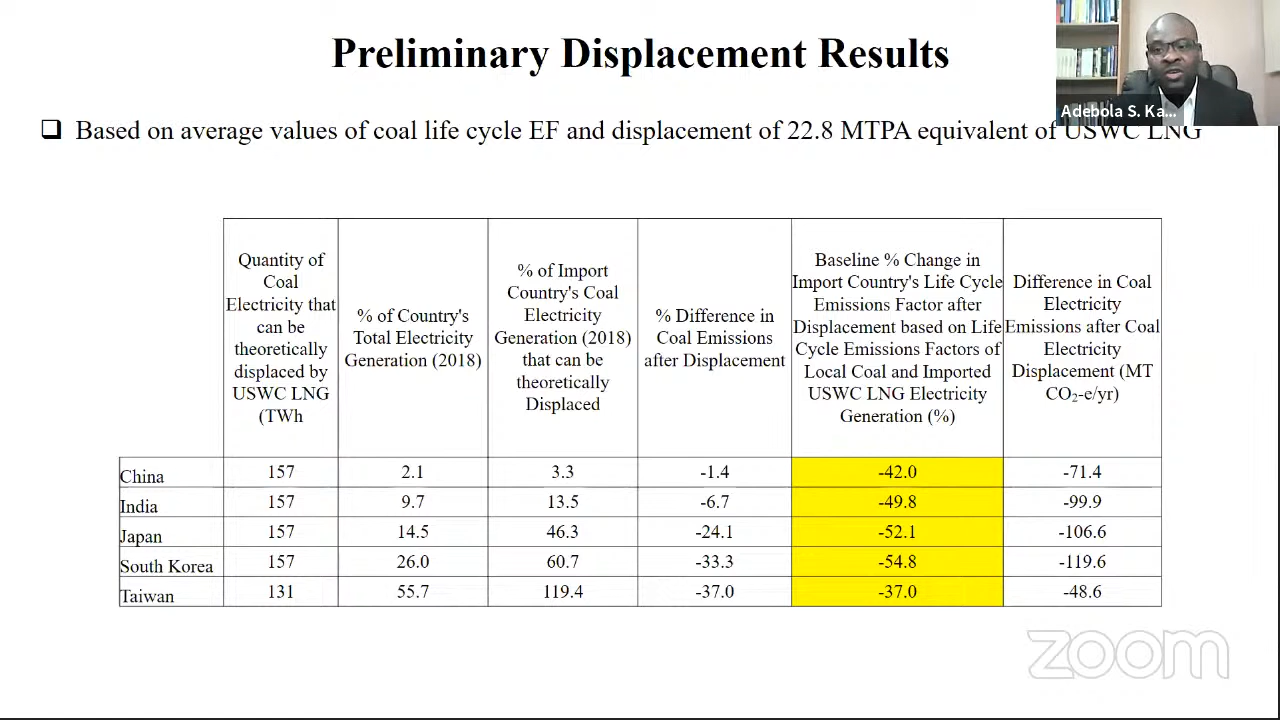 Preliminary Displacement Results
Adebola S. Ka...
❑ Based on average values of coal life cycle EF and displacement of 22.8 MTPA equivalent of USWC LNG
Quantity of
Coal
Electricity that
can be
theoretically
displaced by
USWC LNG
(TWh
% of Country's
Total Electricity
Generation (2018)
% of Import
Country's Coal
Electricity
Generation (2018)
that can be
theoretically
Displaced
% Difference in
Coal Emissions
after Displacement
Baseline % Change in
Import Country's Life Cycle
Emissions Factor after
Displacement based on Life
Cycle Emissions Factors of
Local Coal and Imported
USWC LNG Electricity
Generation (%)
Difference in Coal
Electricity
Emissions after Coal
Electricity
Displacement (MT
CO₂-e/yr)
China 157 2.1 3.3 -1.4 -42.0 -71.4
India 157 9.7 13.5 -6.7 -49.8 -99.9
Japan 157 14.5 46.3 -24.1 -52.1 -106.6
South Korea 157 26.0 60.7 -33.3 -54.8 -119.6
Taiwan 131 55.7 119.4 -37.0 -37.0 -48.6
zoom